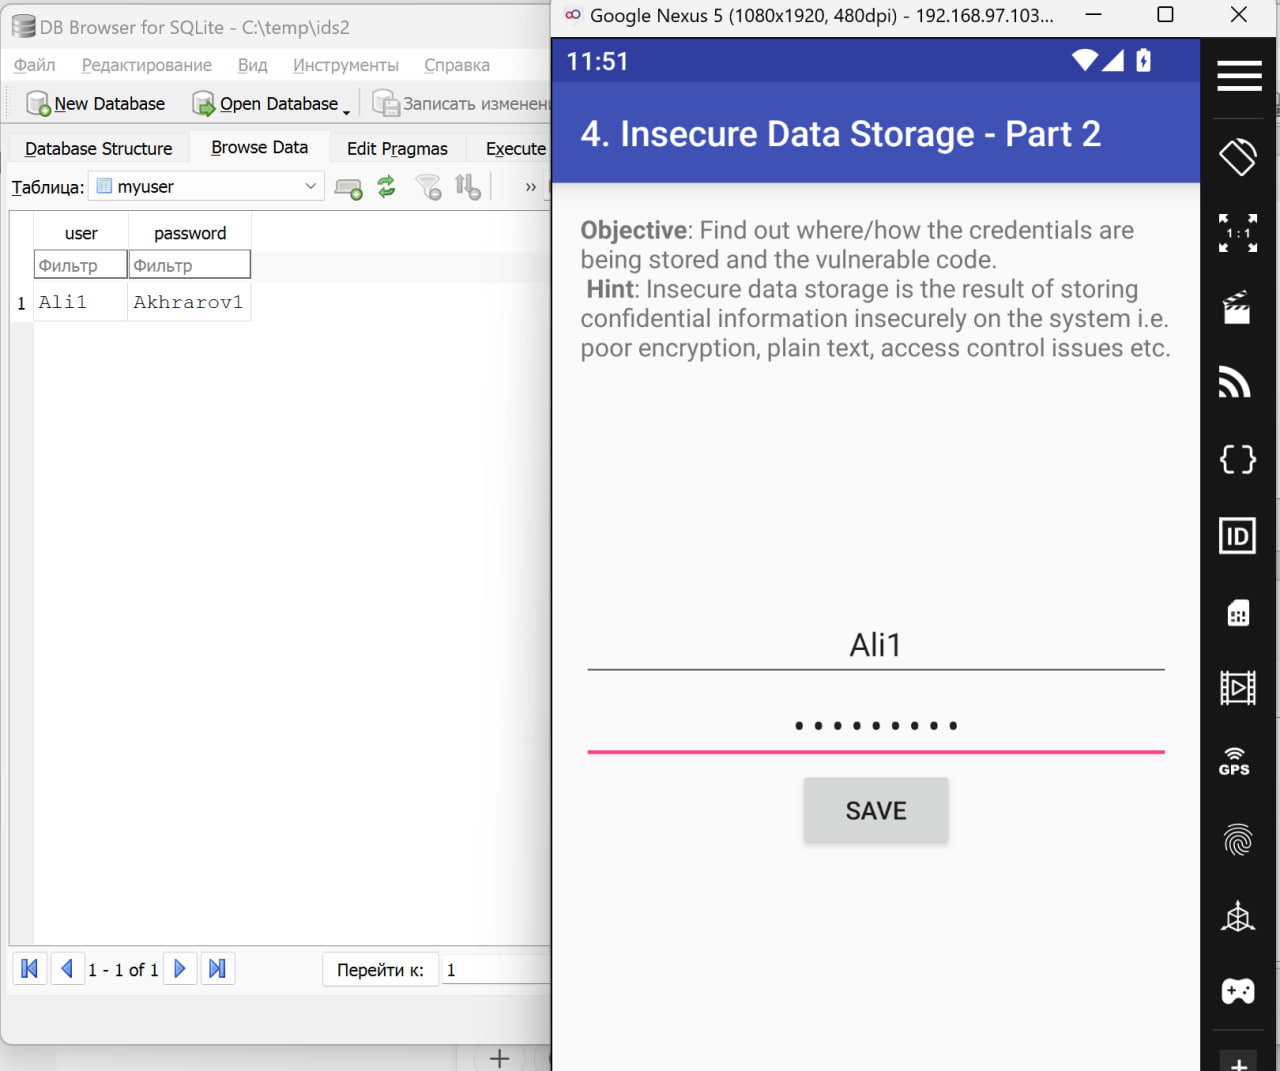 DB Browser for SQLite - C:\temp\ids2
Файл Редактирование Вид Инструменты Справка
New Database Open Database Записать изменен
Database Structure Browse Data Edit Pragmas Execute
Таблица: myuser »
user password
Фильтр Фильтр
1 Ali1 Akhrarov1
1 - 1 of 1 Перейти к: 1
Google Nexus 5 (1080x1920, 480dpi) - 192.168.97.103...
11:51
4. Insecure Data Storage - Part 2
Objective: Find out where/how the credentials are
being stored and the vulnerable code.
Hint: Insecure data storage is the result of storing
confidential information insecurely on the system i.e.
poor encryption, plain text, access control issues etc.
Ali1
•••••••••
SAVE
1:1
ID
GPS